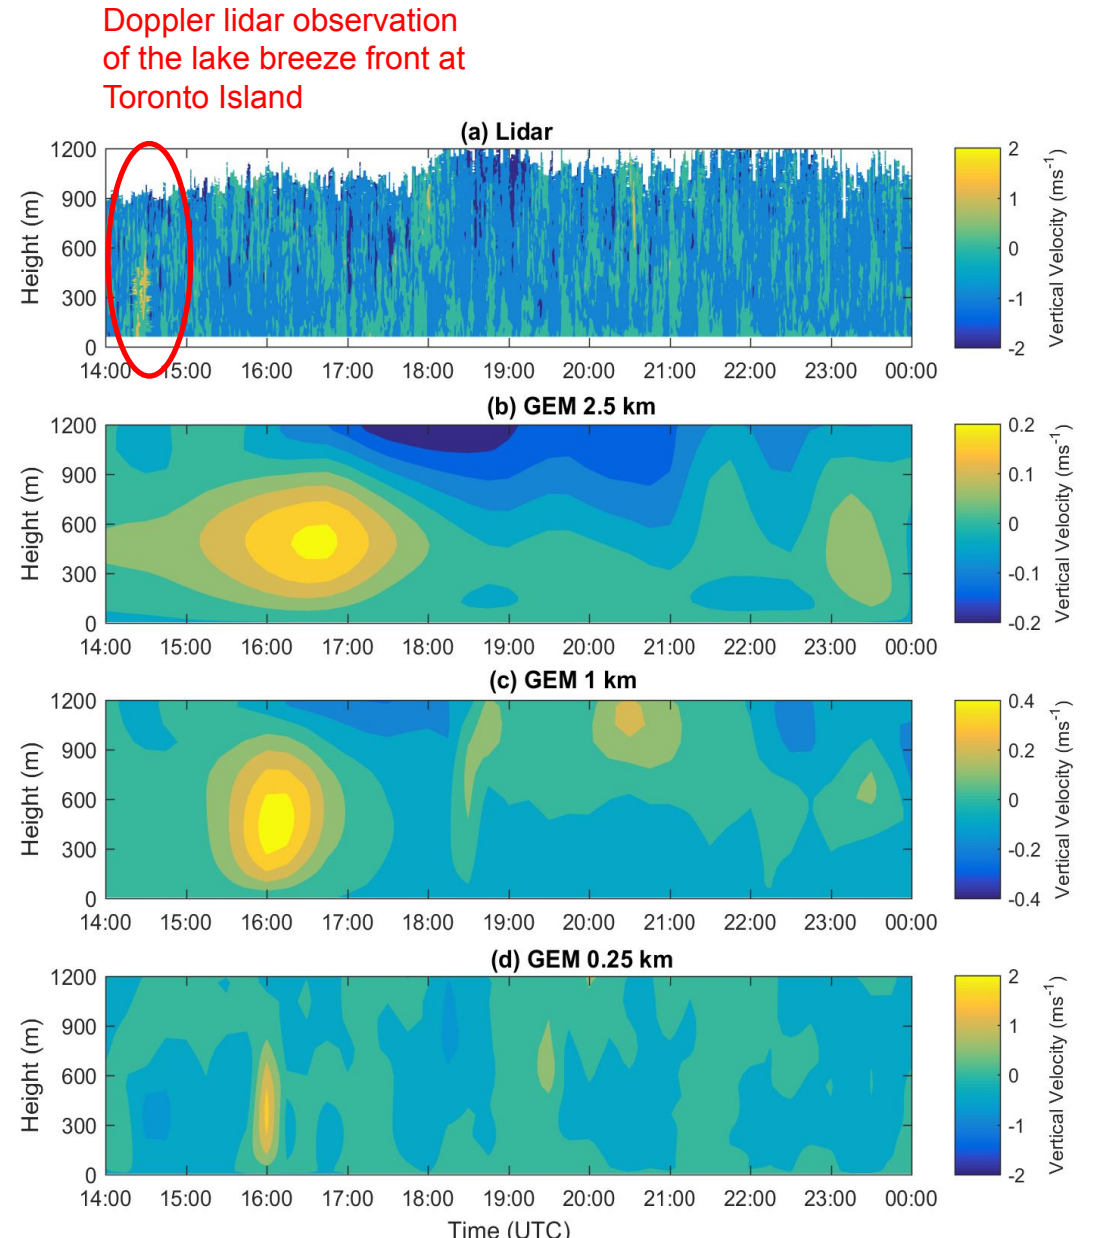 Doppler lidar observation
of the lake breeze front at
Toronto Island
(a) Lidar
1200
900
600
300
0
Height (m)
14:00 15:00 16:00 17:00 18:00 19:00 20:00 21:00 22:00 23:00 00:00
2
1
0
-1
-2
Vertical Velocity (ms-1)
(b) GEM 2.5 km
1200
900
600
300
0
Height (m)
14:00 15:00 16:00 17:00 18:00 19:00 20:00 21:00 22:00 23:00 00:00
0.2
0.1
0
-0.1
-0.2
Vertical Velocity (ms-1)
(c) GEM 1 km
1200
900
600
300
0
Height (m)
14:00 15:00 16:00 17:00 18:00 19:00 20:00 21:00 22:00 23:00 00:00
0.4
0.2
0
-0.2
-0.4
Vertical Velocity (ms-1)
(d) GEM 0.25 km
1200
900
600
300
0
Height (m)
14:00 15:00 16:00 17:00 18:00 19:00 20:00 21:00 22:00 23:00 00:00
2
1
0
-1
-2
Vertical Velocity (ms-1)
Time (UTC)